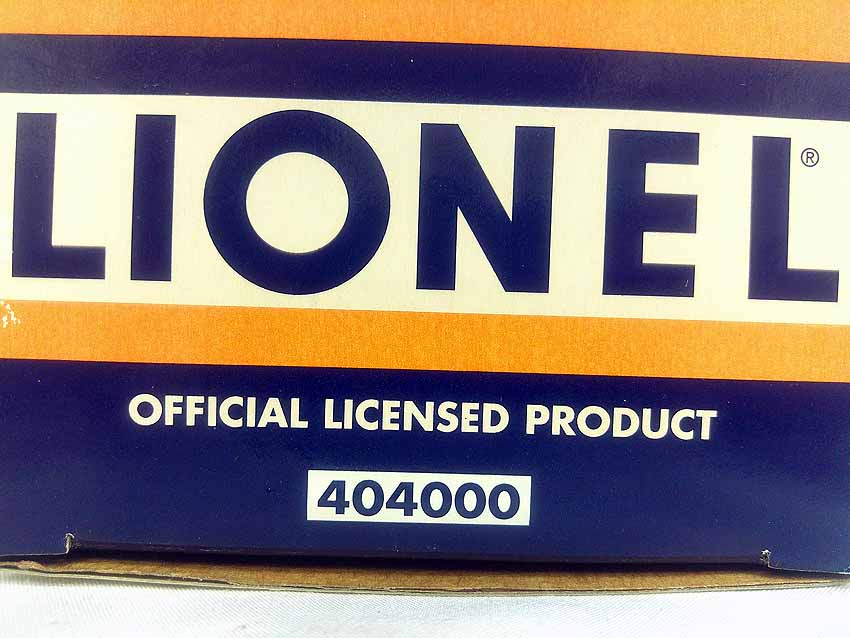 LIONEL®
OFFICIAL LICENSED PRODUCT
404000